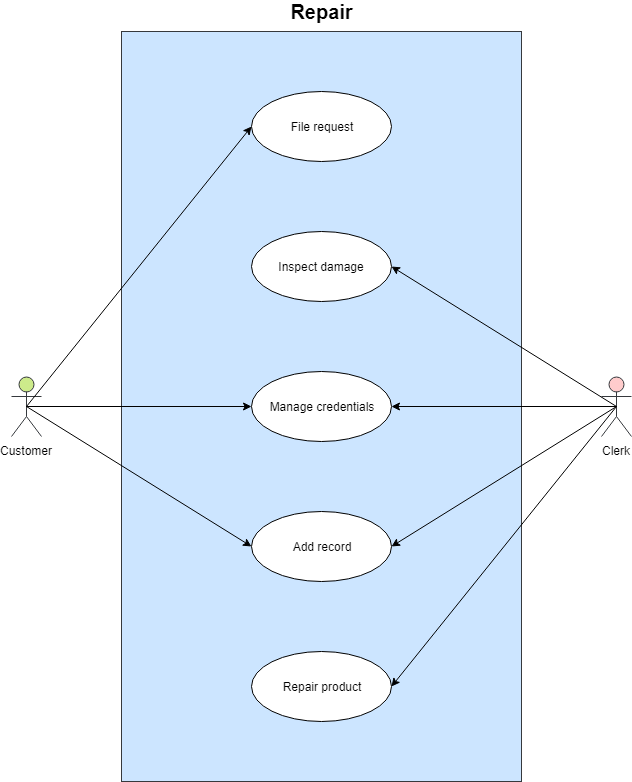 Repair
File request
Inspect damage
Manage credentials
Customer
Clerk
Add record
Repair product